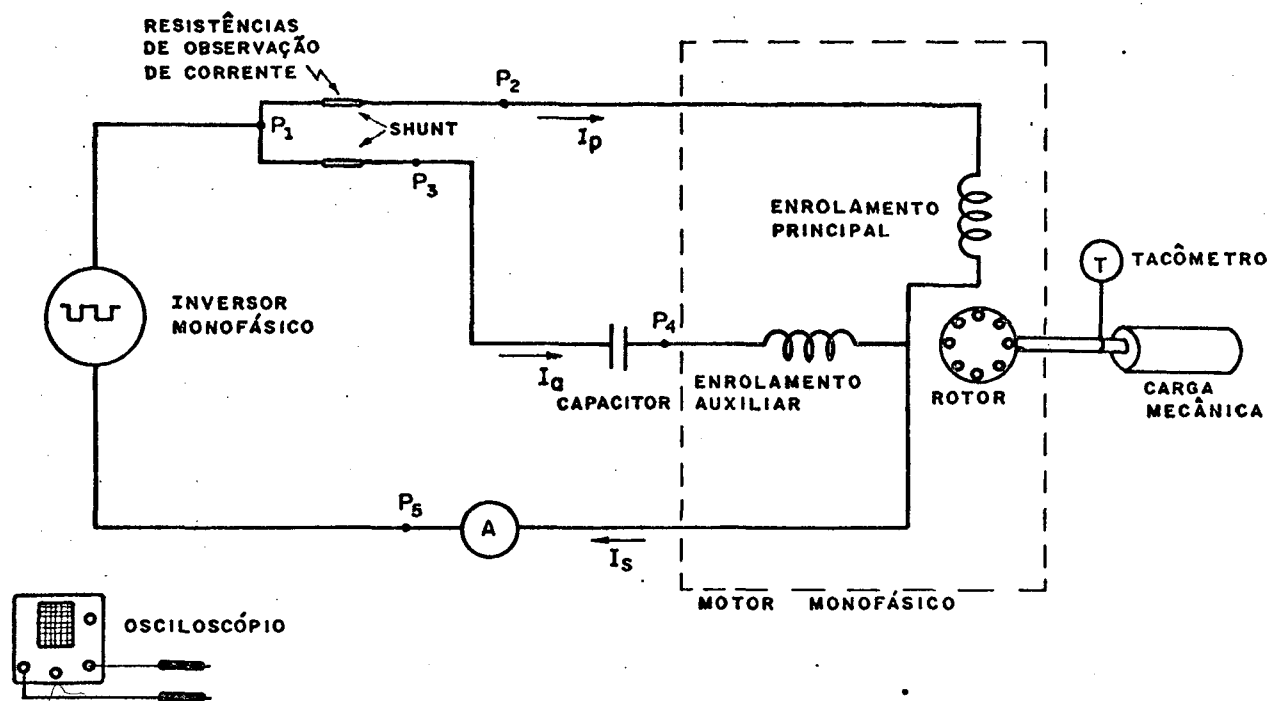 RESISTÊNCIAS
DE OBSERVAÇÃO
DE CORRENTE
P2
P1
SHUNT
Ip
P3
ENROLAMENTO
PRINCIPAL
T
TACÔMETRO
INVERSOR
MONOFÁSICO
P4
Ia
CAPACITOR
ENROLAMENTO
AUXILIAR
ROTOR
CARGA
MECÂNICA
P5
A
Is
MOTOR MONOFÁSICO
OSCILOSCÓPIO